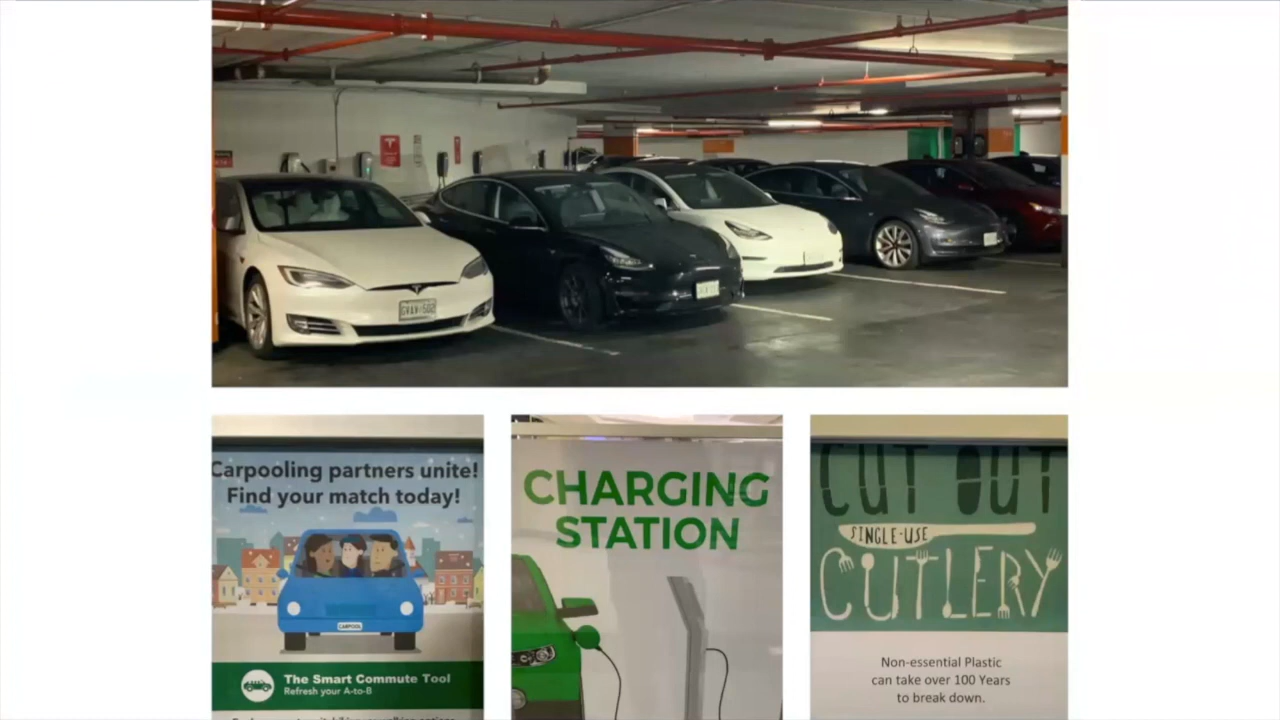 Carpooling partners unite!
Find your match today!
CARPOOL
The Smart Commute Tool
Refresh your A-to-B
CHARGING
STATION
CUT OUT
SINGLE-USE
CUTLERY
Non-essential Plastic
can take over 100 Years
to break down.